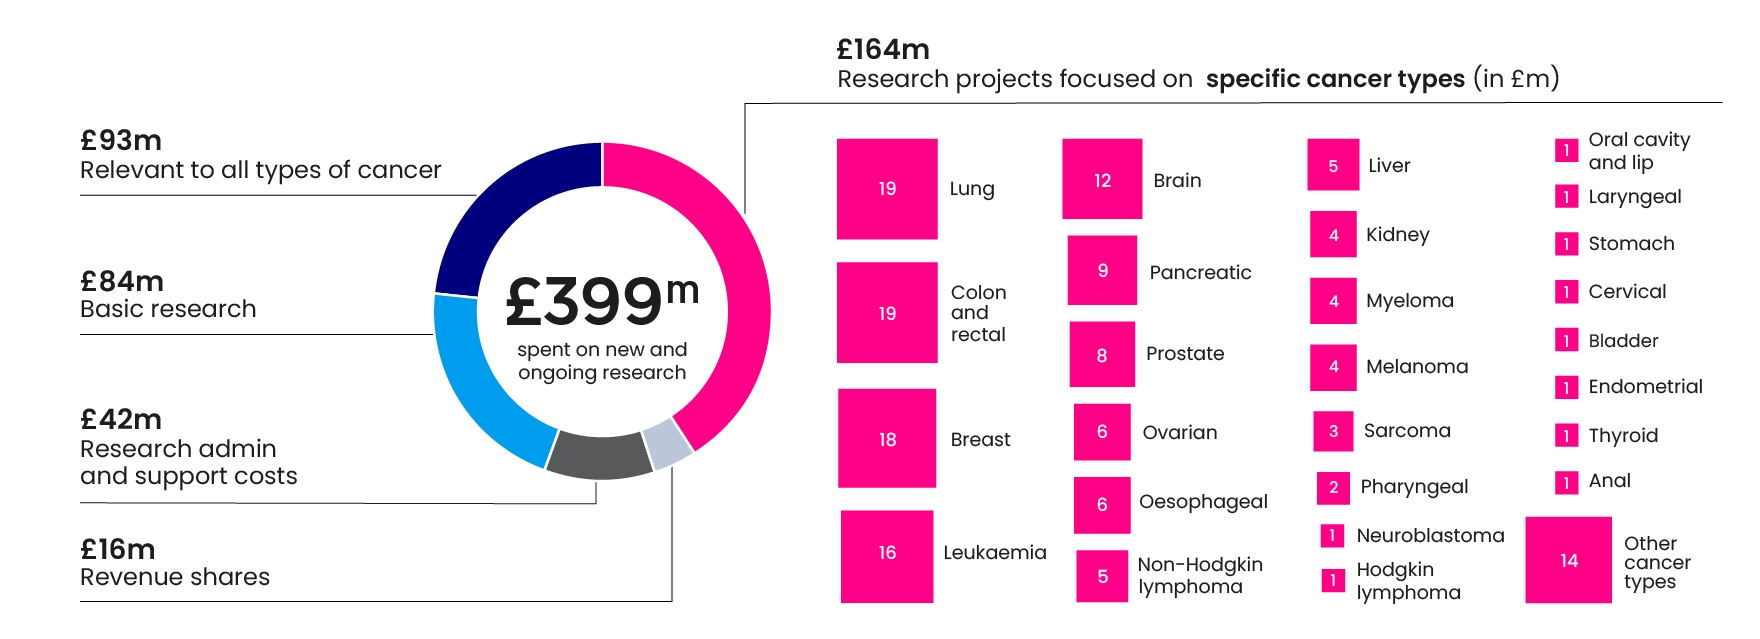 £164m
Research projects focused on specific cancer types (in £m)
£93m
Relevant to all types of cancer
£84m
Basic research
£42m
Research admin
and support costs
£16m
Revenue shares
£399m
spent on new and
ongoing research
19 Lung
19 Colon
and
rectal
18 Breast
16 Leukaemia
12 Brain
9 Pancreatic
8 Prostate
6 Ovarian
6 Oesophageal
5 Non-Hodgkin
lymphoma
5 Liver
4 Kidney
4 Myeloma
4 Melanoma
3 Sarcoma
2 Pharyngeal
1 Neuroblastoma
1 Hodgkin
lymphoma
1 Oral cavity
and lip
1 Laryngeal
1 Stomach
1 Cervical
1 Bladder
1 Endometrial
1 Thyroid
1 Anal
14 Other
cancer
types